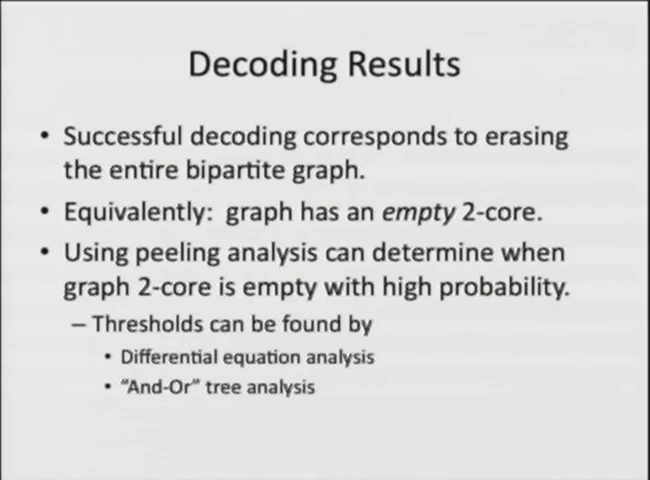 Decoding Results
• Successful decoding corresponds to erasing
the entire bipartite graph.
• Equivalently:  graph has an empty 2-core.
• Using peeling analysis can determine when
graph 2-core is empty with high probability.
– Thresholds can be found by
• Differential equation analysis
• “And-Or” tree analysis